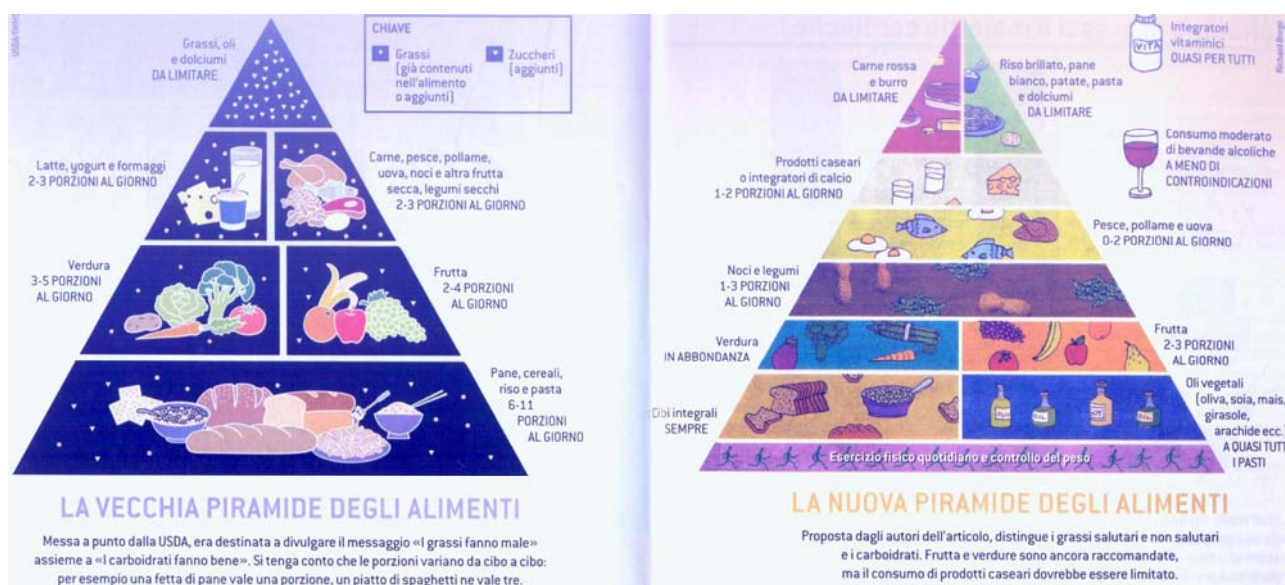 USDA/DHHS
Grassi, oli
e dolciumi
DA LIMITARE
CHIAVE
Grassi
(già contenuti
nell'alimento
o aggiunti)
Zuccheri
(aggiunti)
Latte, yogurt e formaggi
2-3 PORZIONI AL GIORNO
Carne, pesce, pollame,
uova, noci e altra frutta
secca, legumi secchi
2-3 PORZIONI AL GIORNO
Verdura
3-5 PORZIONI
AL GIORNO
Frutta
2-4 PORZIONI
AL GIORNO
Pane, cereali,
riso e pasta
6-11
PORZIONI
AL GIORNO
LA VECCHIA PIRAMIDE DEGLI ALIMENTI
Messa a punto dalla USDA, era destinata a divulgare il messaggio «I grassi fanno male»
assieme a «I carboidrati fanno bene». Si tenga conto che le porzioni variano da cibo a cibo:
per esempio una fetta di pane vale una porzione, un piatto di spaghetti ne vale tre.
Carne rossa
e burro
DA LIMITARE
Riso brillato, pane
bianco, patate, pasta
e dolciumi
DA LIMITARE
VITA
Integratori
vitaminici
QUASI PER TUTTI
Consumo moderato
di bevande alcoliche
A MENO DI
CONTROINDICAZIONI
Prodotti caseari
o integratori di calcio
1-2 PORZIONI AL GIORNO
Pesce, pollame e uova
0-2 PORZIONI AL GIORNO
Noci e legumi
1-3 PORZIONI
AL GIORNO
Verdura
IN ABBONDANZA
Frutta
2-3 PORZIONI
AL GIORNO
Cibi integrali
SEMPRE
Oli vegetali
(oliva, soia, mais,
girasole,
arachide ecc.)
A QUASI TUTTI
I PASTI
Esercizio fisico quotidiano e controllo del peso
LA NUOVA PIRAMIDE DEGLI ALIMENTI
Proposta dagli autori dell'articolo, distingue i grassi salutari e non salutari
e i carboidrati. Frutta e verdure sono ancora raccomandate,
ma il consumo di prodotti caseari dovrebbe essere limitato.